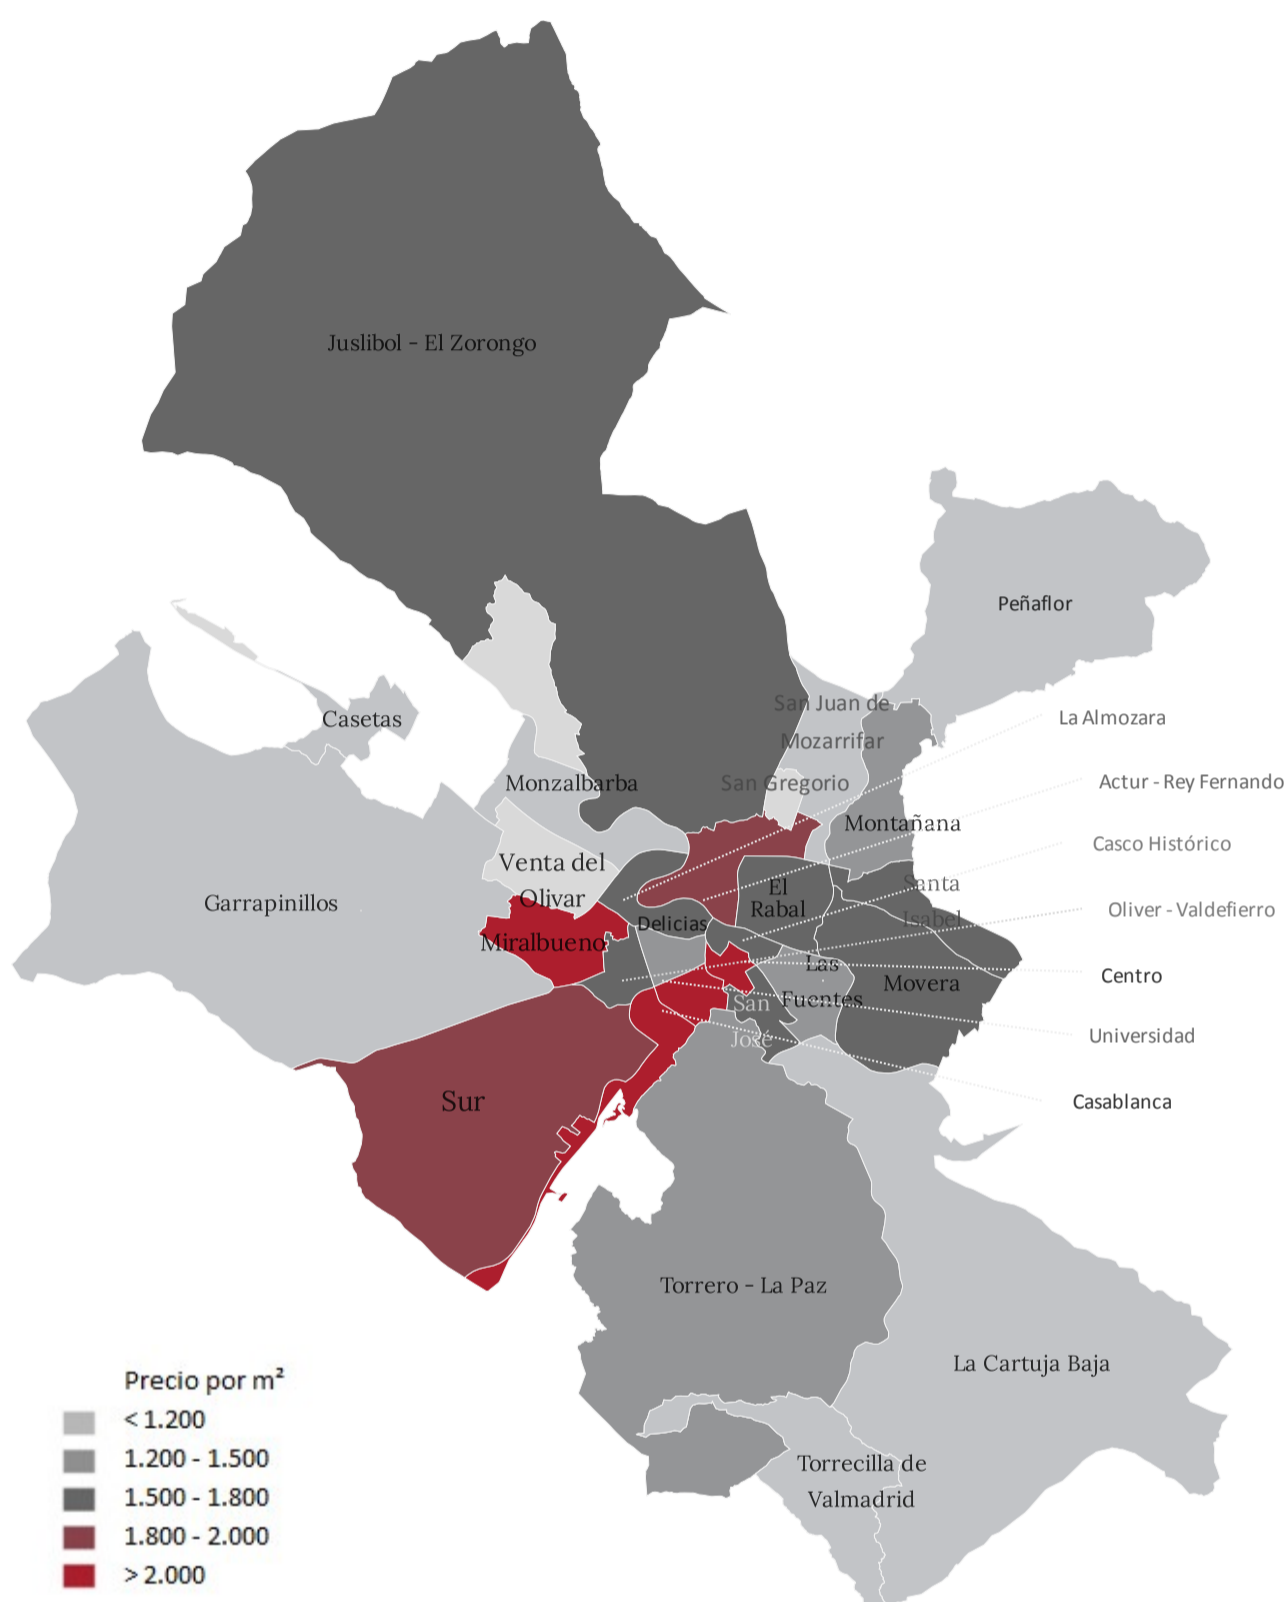 Juslibol - El Zorongo
Peñaflor
San Juan de
Mozarrifar
La Almozara
Casetas
Monzalbarba
San Gregorio
Actur - Rey Fernando
Montañana
Casco Histórico
Venta del
Olivar
El
Rabal
Santa
Isabel
Garrapinillos
Oliver - Valdefierro
Delicias
Miralbueno
Las
Fuentes
Movera
Centro
San
José
Universidad
Sur
Casablanca
Torrero - La Paz
La Cartuja Baja
Torrecilla de
Valmadrid
Precio por m²
< 1.200
1.200 - 1.500
1.500 - 1.800
1.800 - 2.000
> 2.000